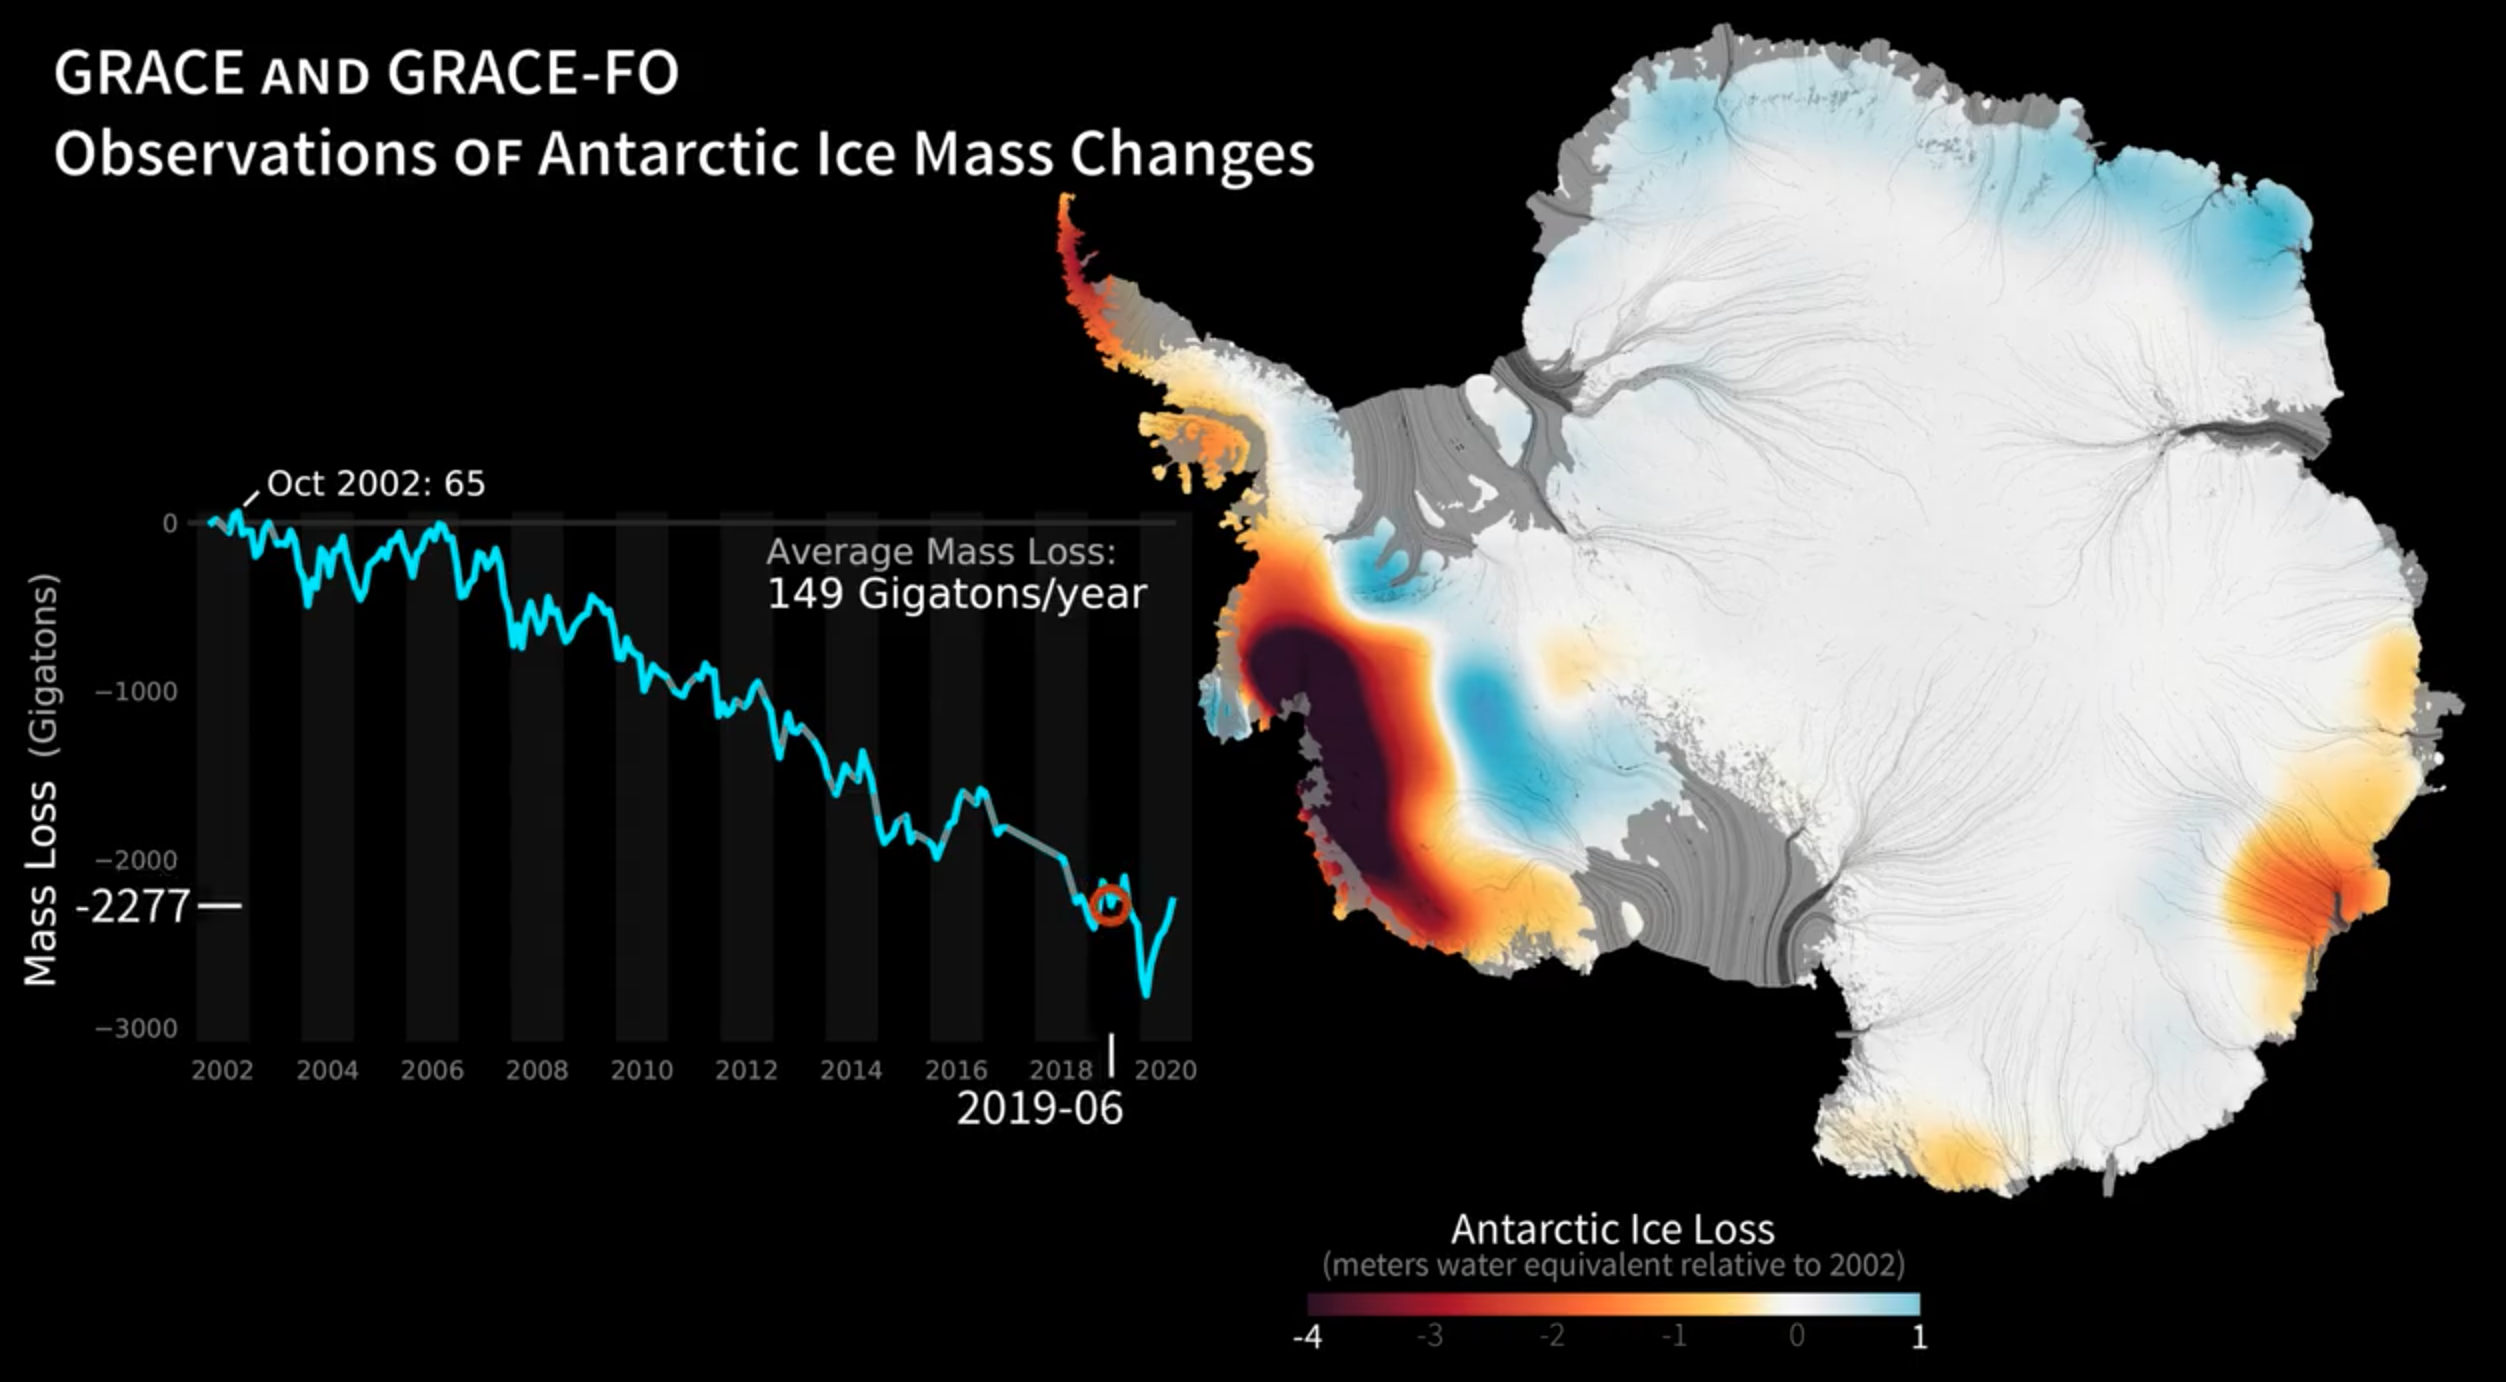 GRACE AND GRACE-FO
Observations OF Antarctic Ice Mass Changes
Oct 2002: 65
Average Mass Loss:
149 Gigatons/year
Mass Loss (Gigatons)
0
−1000
−2000
-2277
−3000
2002 2004 2006 2008 2010 2012 2014 2016 2018 2020
2019-06
Antarctic Ice Loss
(meters water equivalent relative to 2002)
-4 -3 -2 -1 0 1